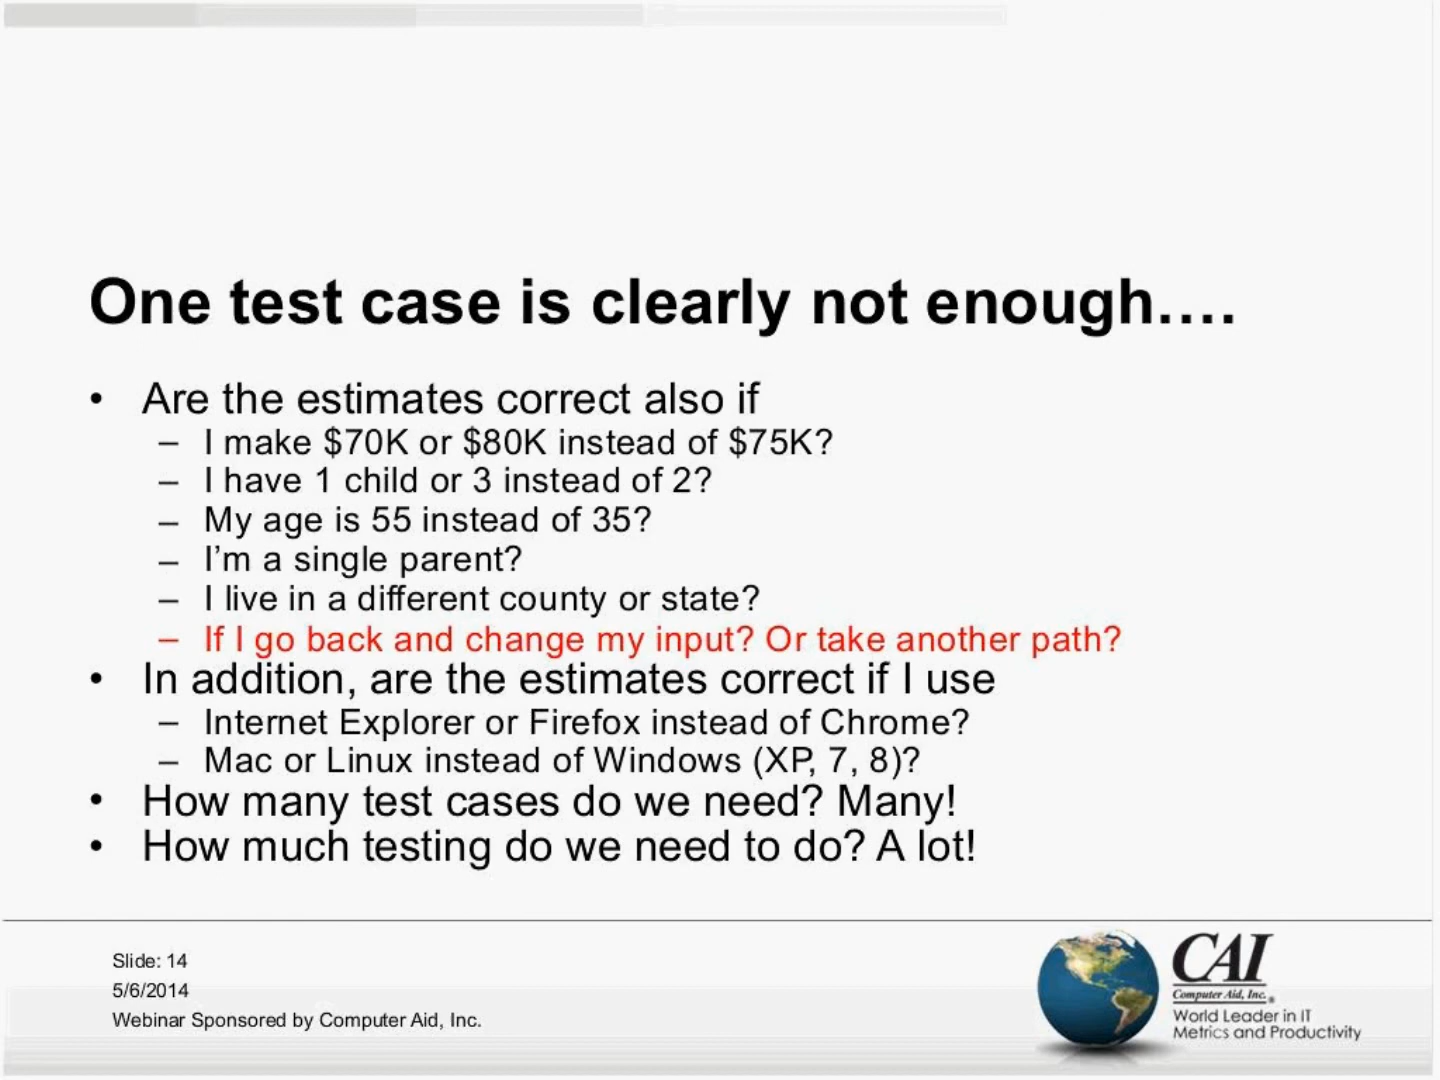 One test case is clearly not enough….
• Are the estimates correct also if
– I make $70K or $80K instead of $75K?
– I have 1 child or 3 instead of 2?
– My age is 55 instead of 35?
– I’m a single parent?
– I live in a different county or state?
– If I go back and change my input? Or take another path?
• In addition, are the estimates correct if I use
– Internet Explorer or Firefox instead of Chrome?
– Mac or Linux instead of Windows (XP, 7, 8)?
• How many test cases do we need? Many!
• How much testing do we need to do? A lot!
Slide: 14
5/6/2014
Webinar Sponsored by Computer Aid, Inc.
CAI
Computer Aid, Inc.®
World Leader in IT
Metrics and Productivity